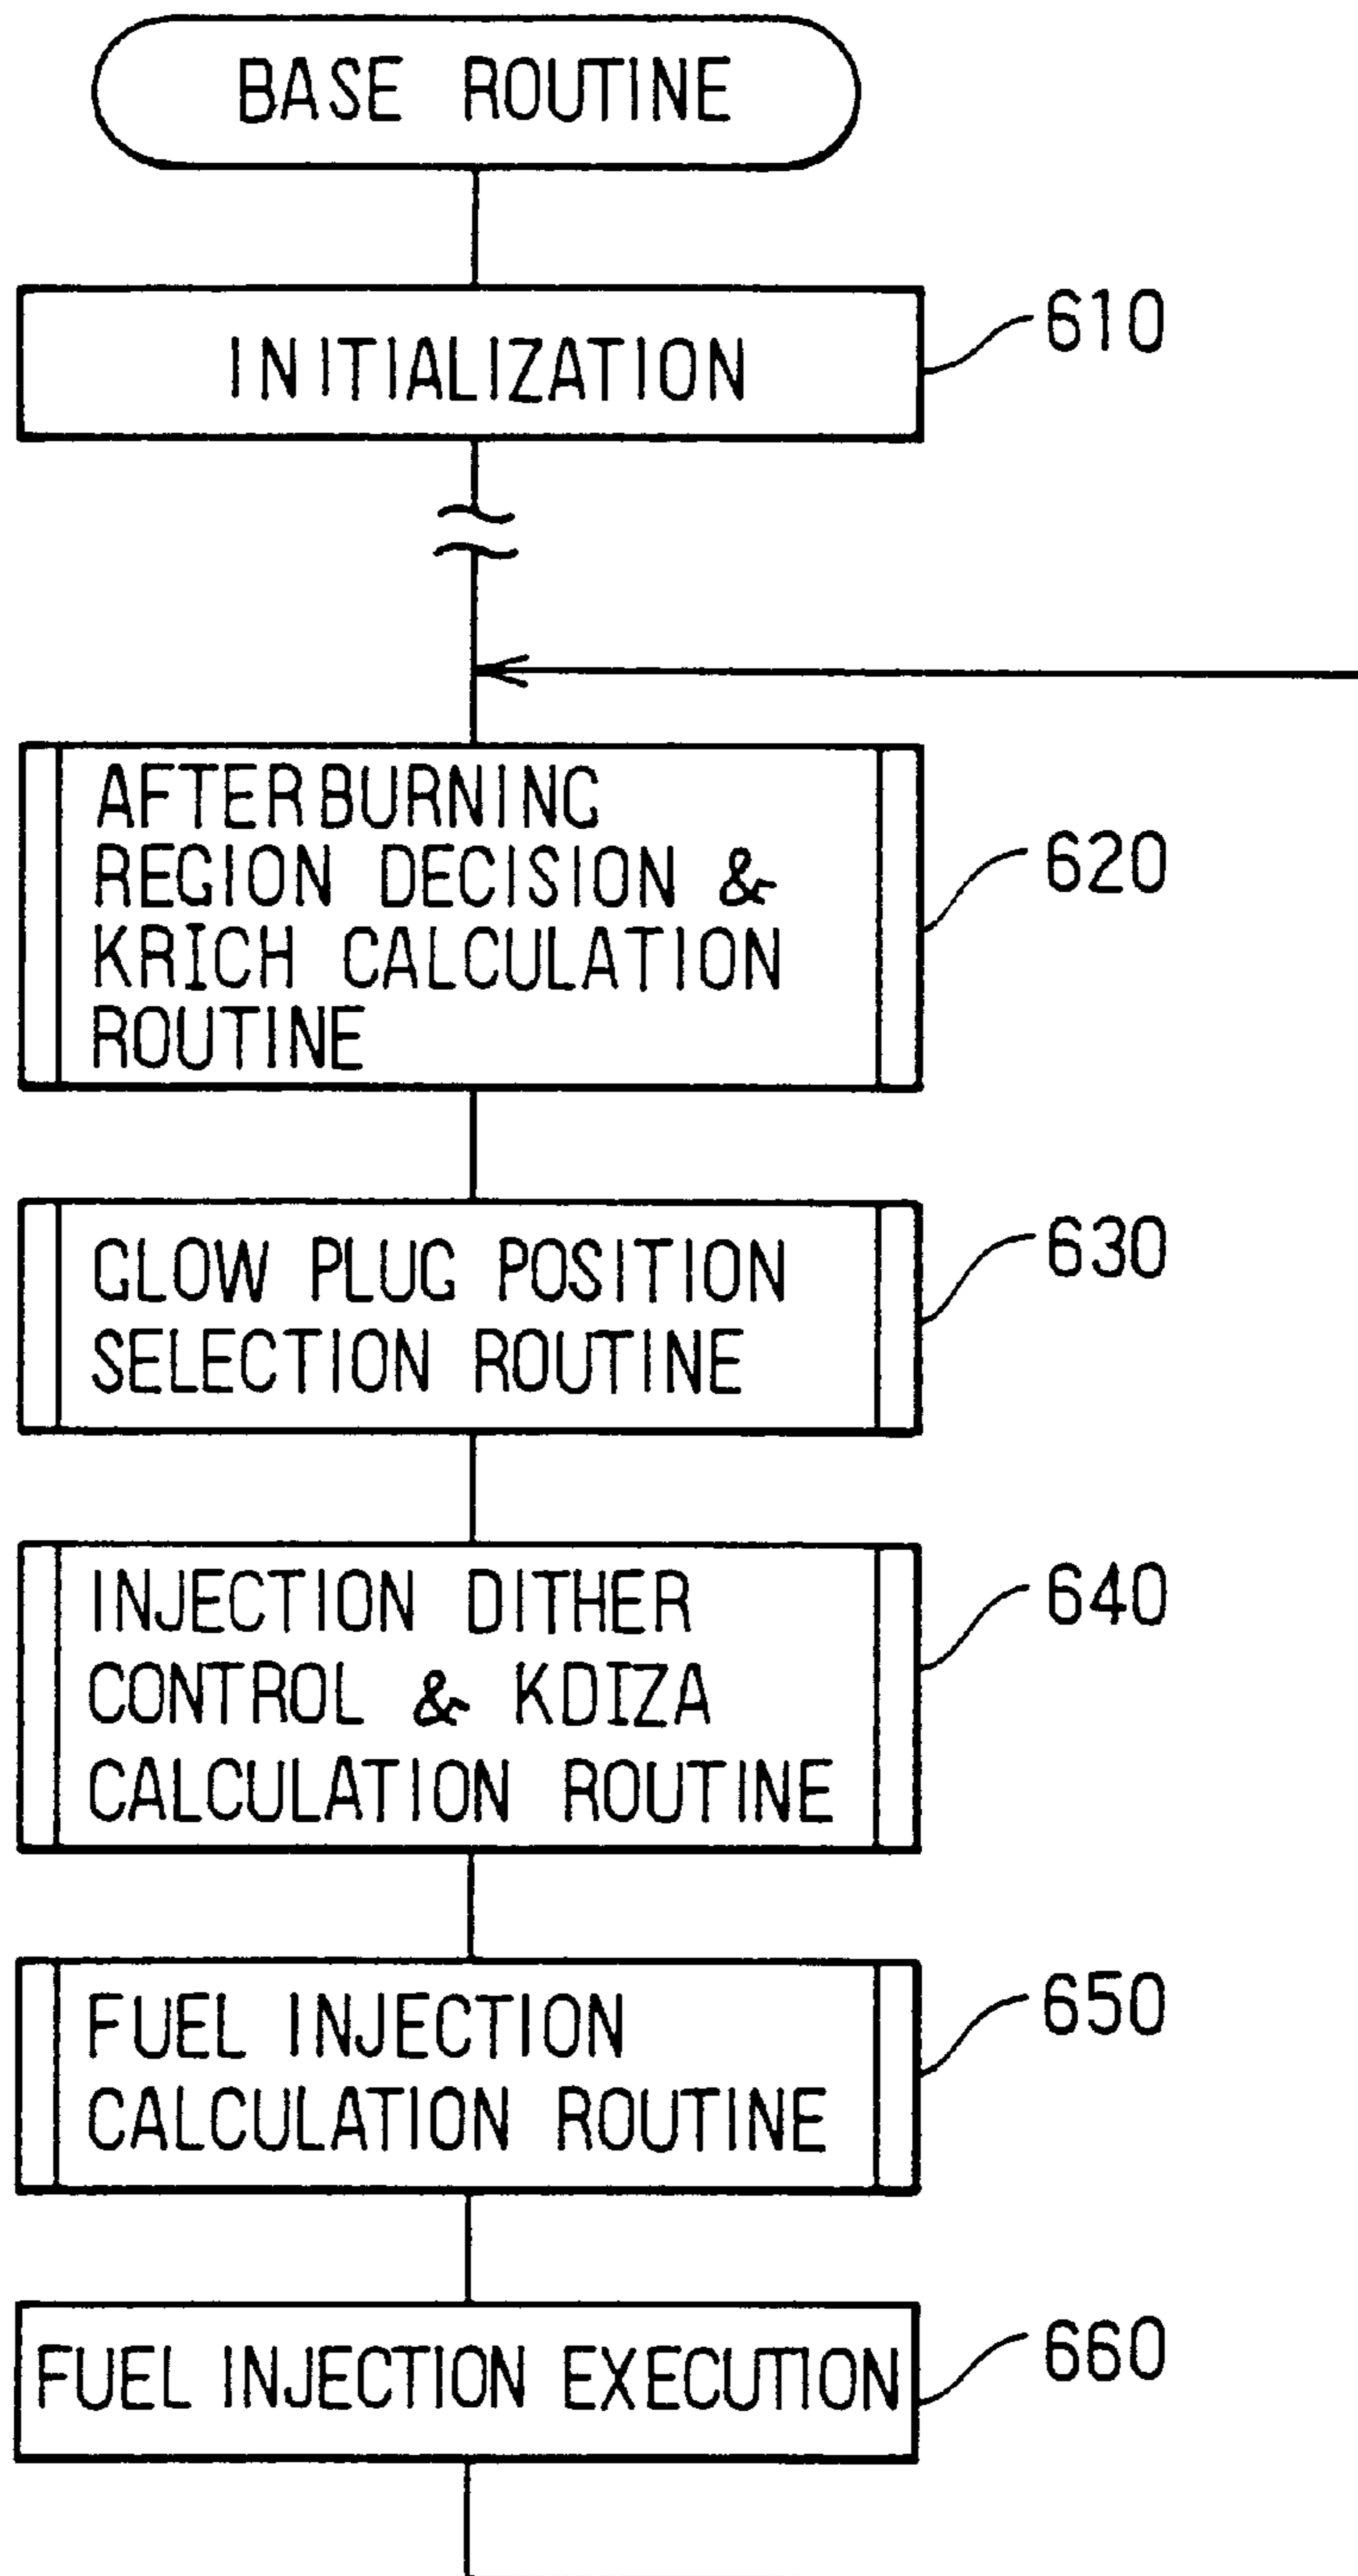 BASE ROUTINE
INITIALIZATION
610
AFTERBURNING
REGION DECISION &
KRICH CALCULATION
ROUTINE
620
GLOW PLUG POSITION
SELECTION ROUTINE
630
INJECTION DITHER
CONTROL & KDIZA
CALCULATION ROUTINE
640
FUEL INJECTION
CALCULATION ROUTINE
650
FUEL INJECTION EXECUTION
660